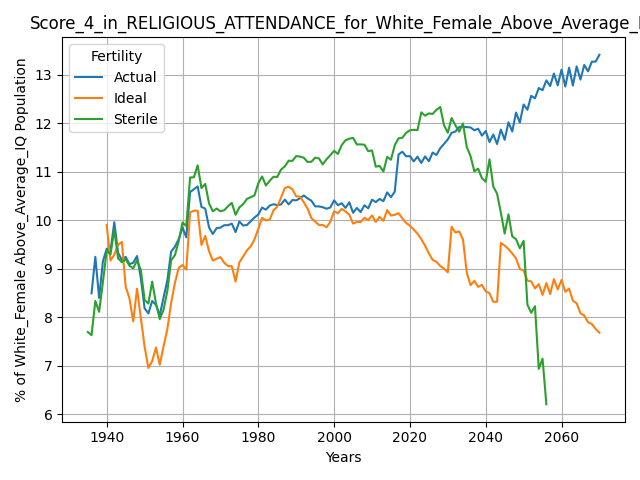 Score_4_in_RELIGIOUS_ATTENDANCE_for_White_Female_Above_Average_
Fertility
Actual
Ideal
Sterile
% of White_Female Above_Average_IQ Population
13
12
11
10
9
8
7
6
1940 1960 1980 2000 2020 2040 2060
Years